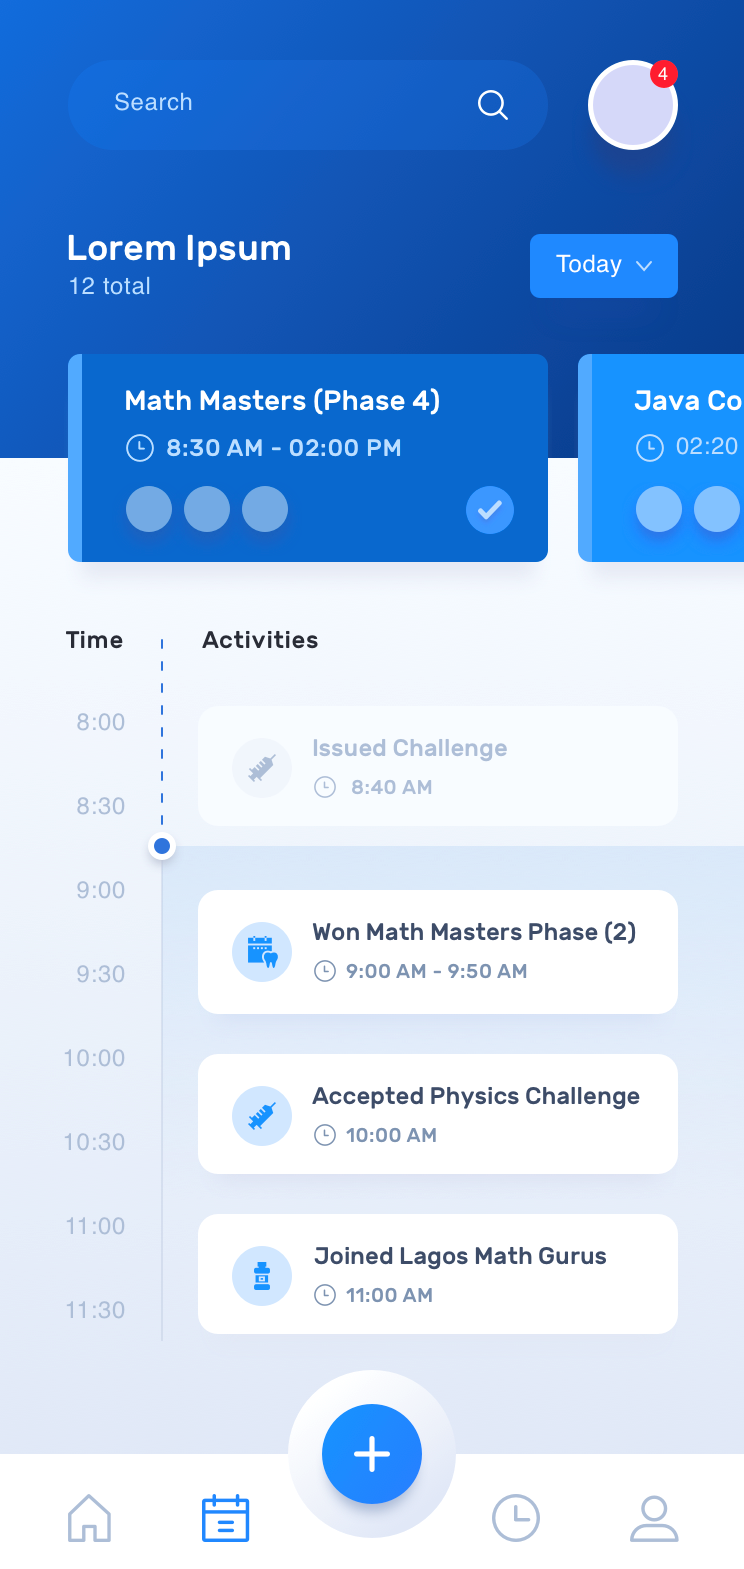 Search
4
Lorem Ipsum
12 total
Today
Math Masters (Phase 4)
8:30 AM - 02:00 PM
Java Co
02:20
Time
Activities
8:00
Issued Challenge
8:40 AM
8:30
9:00
Won Math Masters Phase (2)
9:00 AM - 9:50 AM
9:30
10:00
Accepted Physics Challenge
10:00 AM
10:30
11:00
Joined Lagos Math Gurus
11:00 AM
11:30